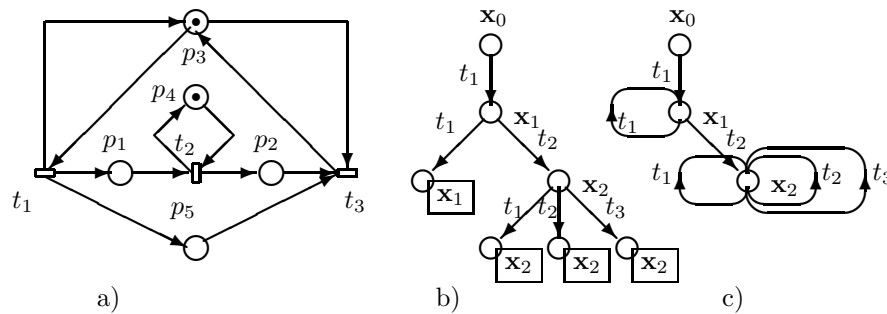 x₀ x₀
p₃
t₁ t₁
p₄
x₁ x₁
t₁ t₂ t₁ t₂
p₁ t₂ p₂
x₁ x₂ t₁ x₂ t₂ t₃
t₁ t₃
p₅ t₁ t₂ t₃
x₂ x₂ x₂
a) b) c)